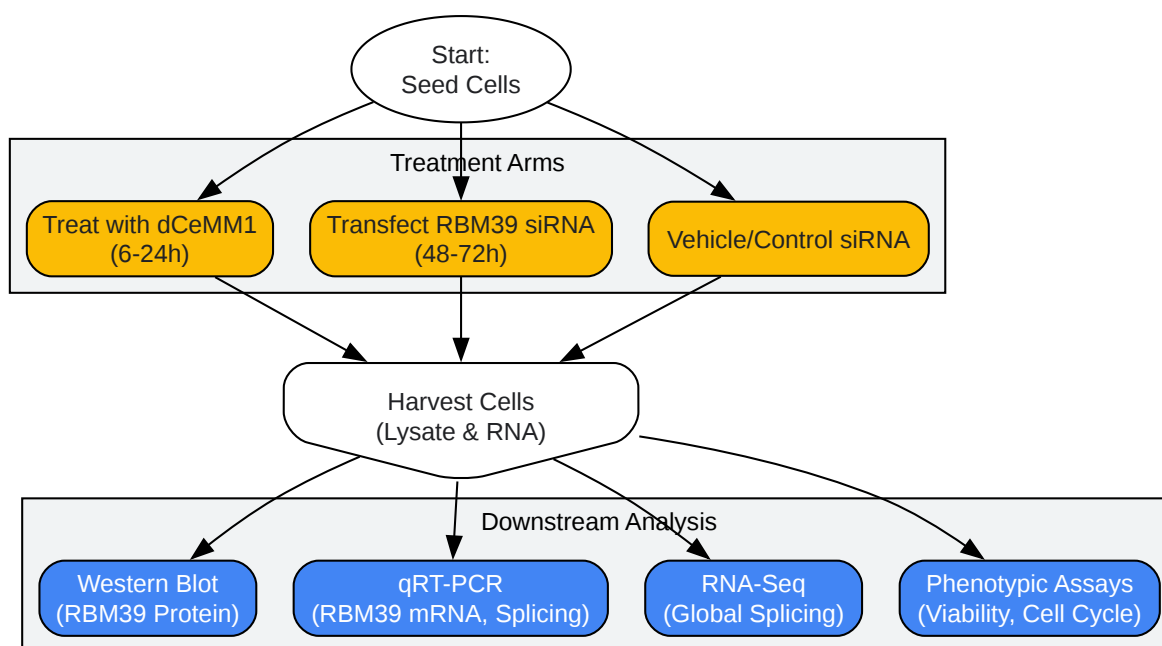 Start:
Seed Cells
Treatment Arms
Treat with dCeMM1
(6-24h)
Transfect RBM39 siRNA
(48-72h)
Vehicle/Control siRNA
Harvest Cells
(Lysate & RNA)
Downstream Analysis
Western Blot
(RBM39 Protein)
qRT-PCR
(RBM39 mRNA, Splicing)
RNA-Seq
(Global Splicing)
Phenotypic Assays
(Viability, Cell Cycle)